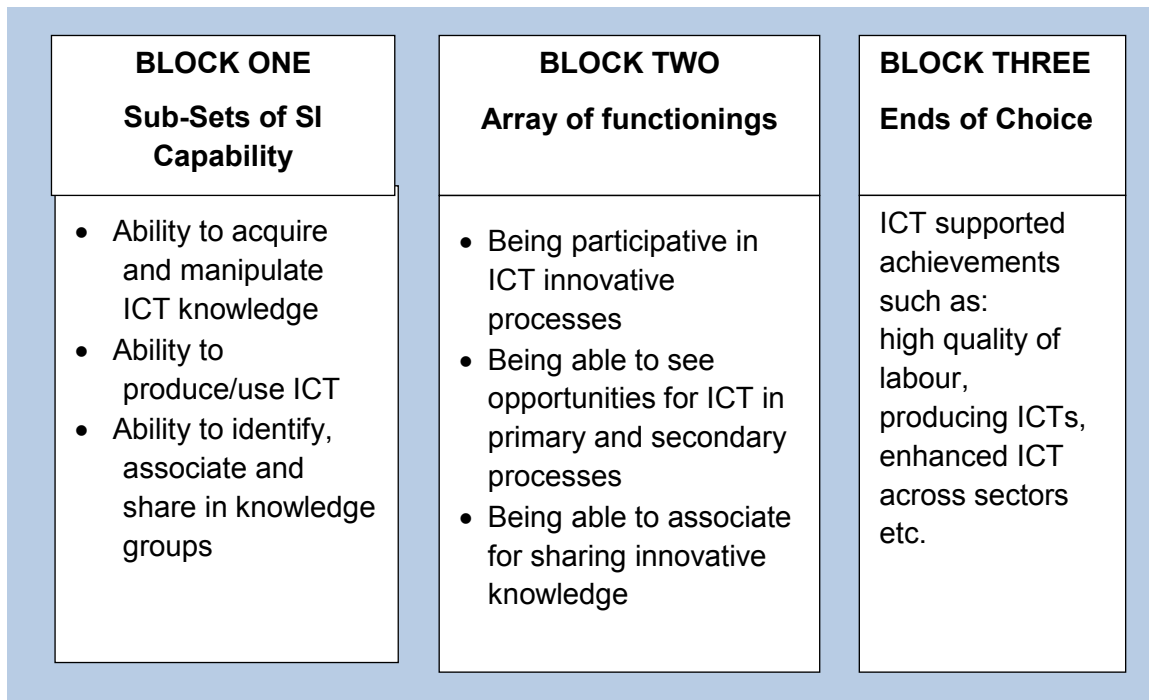 BLOCK ONE
Sub-Sets of SI
Capability
• Ability to acquire
and manipulate
ICT knowledge
• Ability to
produce/use ICT
• Ability to identify,
associate and
share in knowledge
groups
BLOCK TWO
Array of functionings
• Being participative in
ICT innovative
processes
• Being able to see
opportunities for ICT in
primary and secondary
processes
• Being able to associate
for sharing innovative
knowledge
BLOCK THREE
Ends of Choice
ICT supported
achievements
such as:
high quality of
labour,
producing ICTs,
enhanced ICT
across sectors
etc.